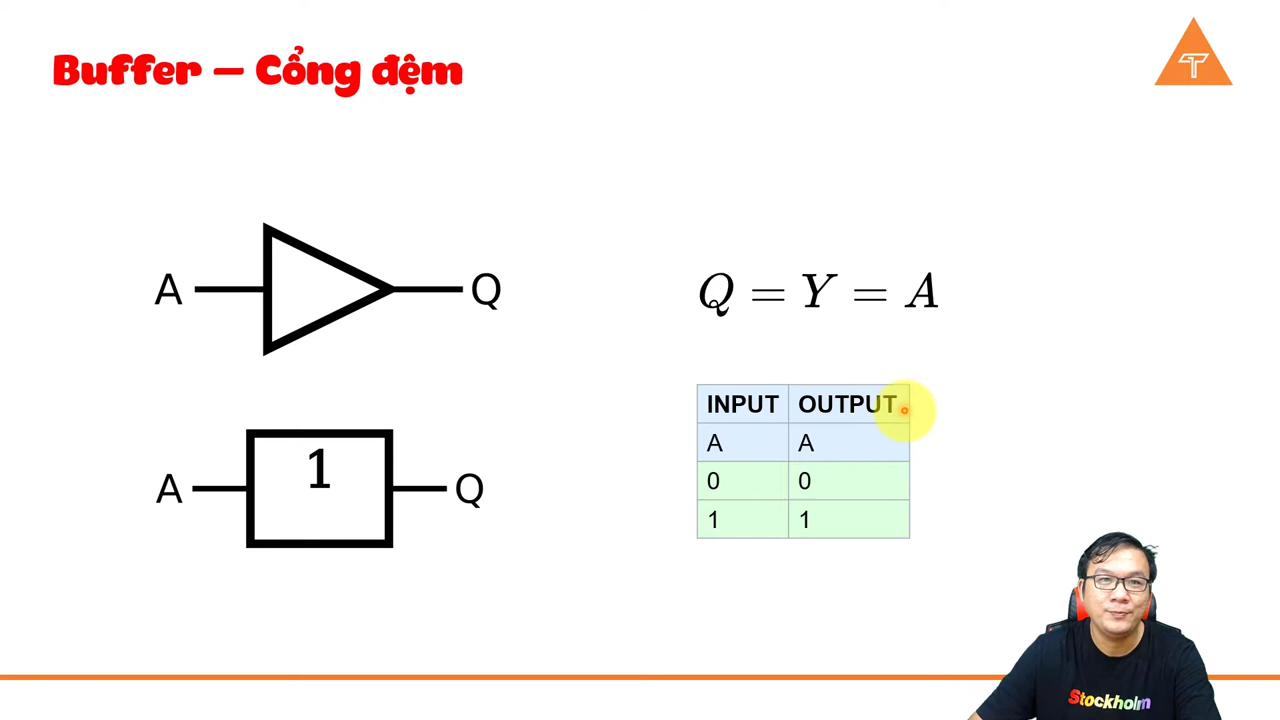 Buffer – Cổng đệm
A Q
Q = Y = A
INPUT OUTPUT
A A
0 0
1 1
A 1 Q
Stockholm
T